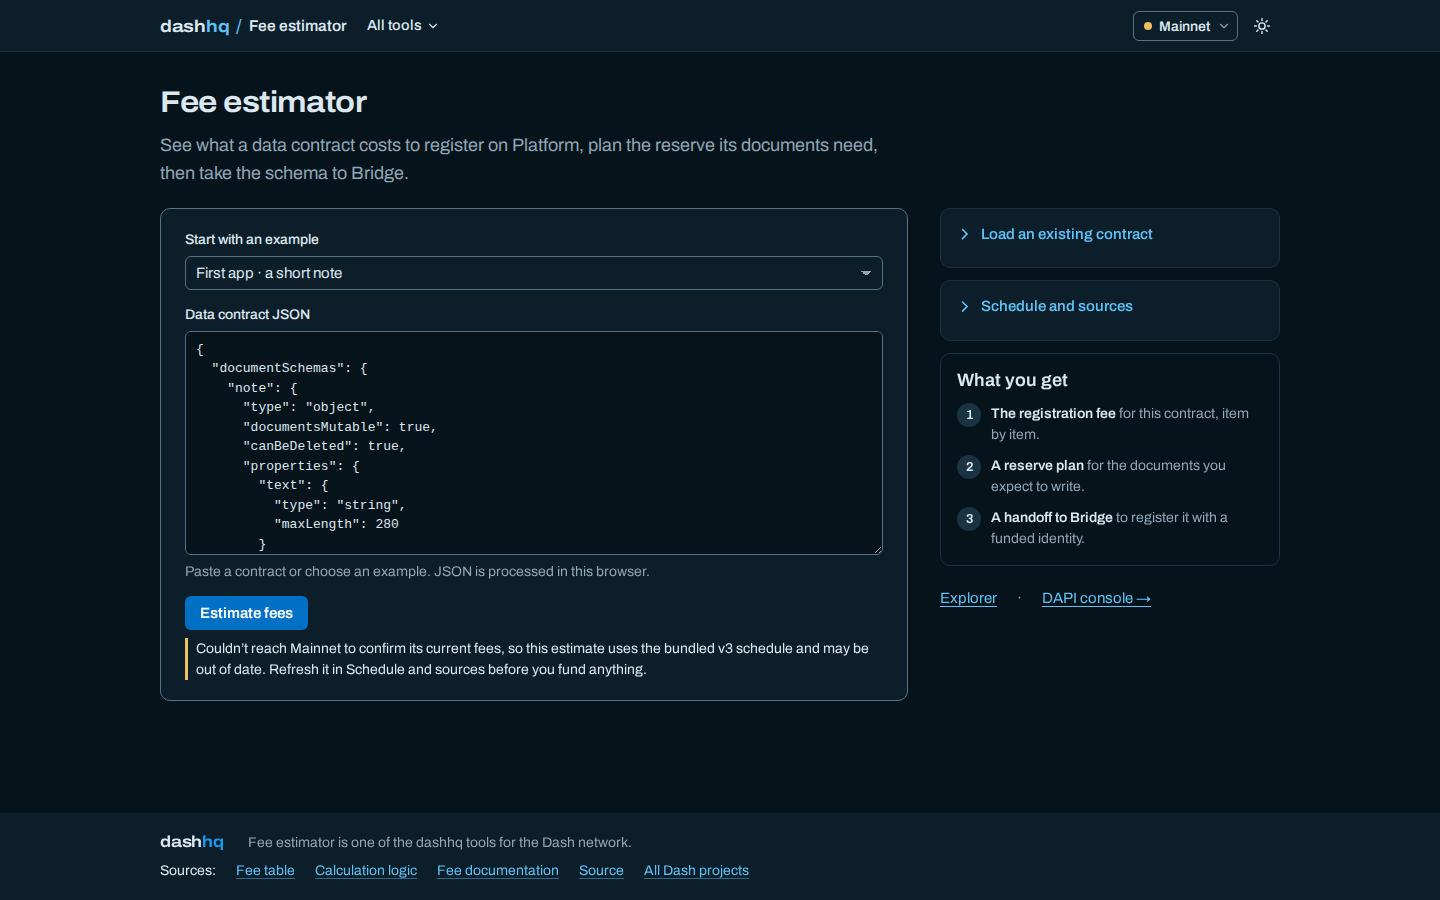 dashhq / Fee estimator All tools Mainnet
Fee estimator
See what a data contract costs to register on Platform, plan the reserve its documents need,
then take the schema to Bridge.
Start with an example
First app · a short note
Data contract JSON
{
  "documentSchemas": {
    "note": {
      "type": "object",
      "documentsMutable": true,
      "canBeDeleted": true,
      "properties": {
        "text": {
          "type": "string",
          "maxLength": 280
        }
Paste a contract or choose an example. JSON is processed in this browser.
Estimate fees
Couldn’t reach Mainnet to confirm its current fees, so this estimate uses the bundled v3 schedule and may be
out of date. Refresh it in Schedule and sources before you fund anything.
Load an existing contract
Schedule and sources
What you get
1 The registration fee for this contract, item
by item.
2 A reserve plan for the documents you
expect to write.
3 A handoff to Bridge to register it with a
funded identity.
Explorer · DAPI console →
dashhq Fee estimator is one of the dashhq tools for the Dash network.
Sources: Fee table Calculation logic Fee documentation Source All Dash projects